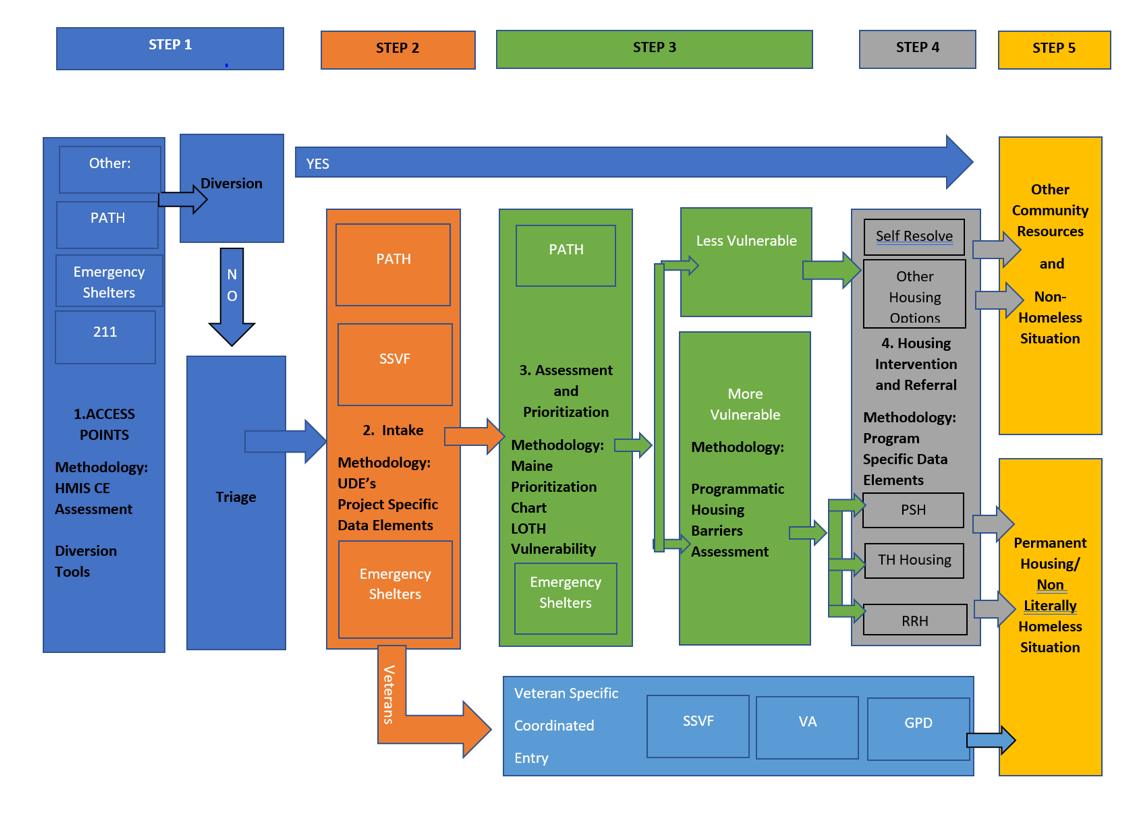 STEP 1
STEP 2
STEP 3
STEP 4
STEP 5
Other:
PATH
Emergency
Shelters
211
1.ACCESS
POINTS
Methodology:
HMIS CE
Assessment
Diversion
Tools
Diversion
YES
N
O
Triage
PATH
SSVF
2. Intake
Methodology:
UDE’s
Project Specific
Data Elements
Emergency
Shelters
Veterans
PATH
3. Assessment
and
Prioritization
Methodology:
Maine
Prioritization
Chart
LOTH
Vulnerability
Emergency
Shelters
Less Vulnerable
More
Vulnerable
Methodology:
Programmatic
Housing
Barriers
Assessment
Self Resolve
Other
Housing
Options
4. Housing
Intervention
and Referral
Methodology:
Program
Specific Data
Elements
PSH
TH Housing
RRH
Other
Community
Resources
and
Non-
Homeless
Situation
Permanent
Housing/
Non
Literally
Homeless
Situation
Veteran Specific
Coordinated
Entry
SSVF
VA
GPD